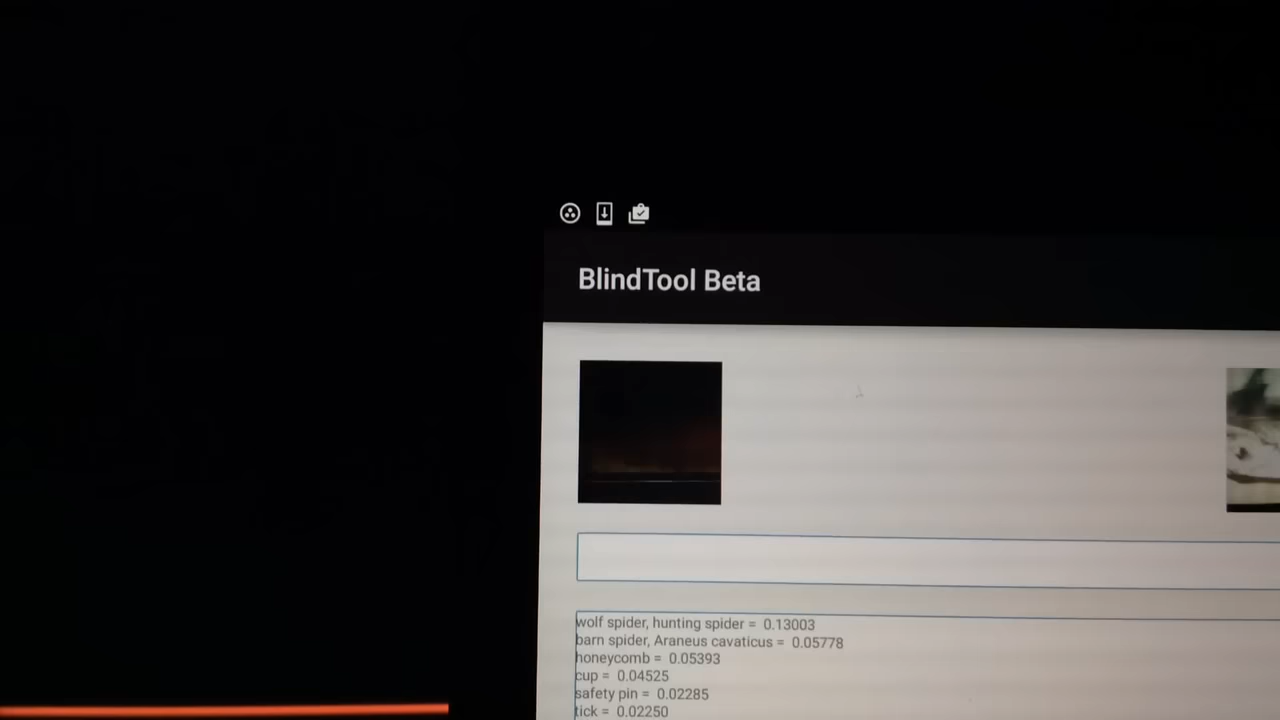 BlindTool Beta
wolf spider, hunting spider = 0.13003
barn spider, Araneus cavaticus = 0.05778
honeycomb = 0.05393
cup = 0.04525
safety pin = 0.02285
tick = 0.02250